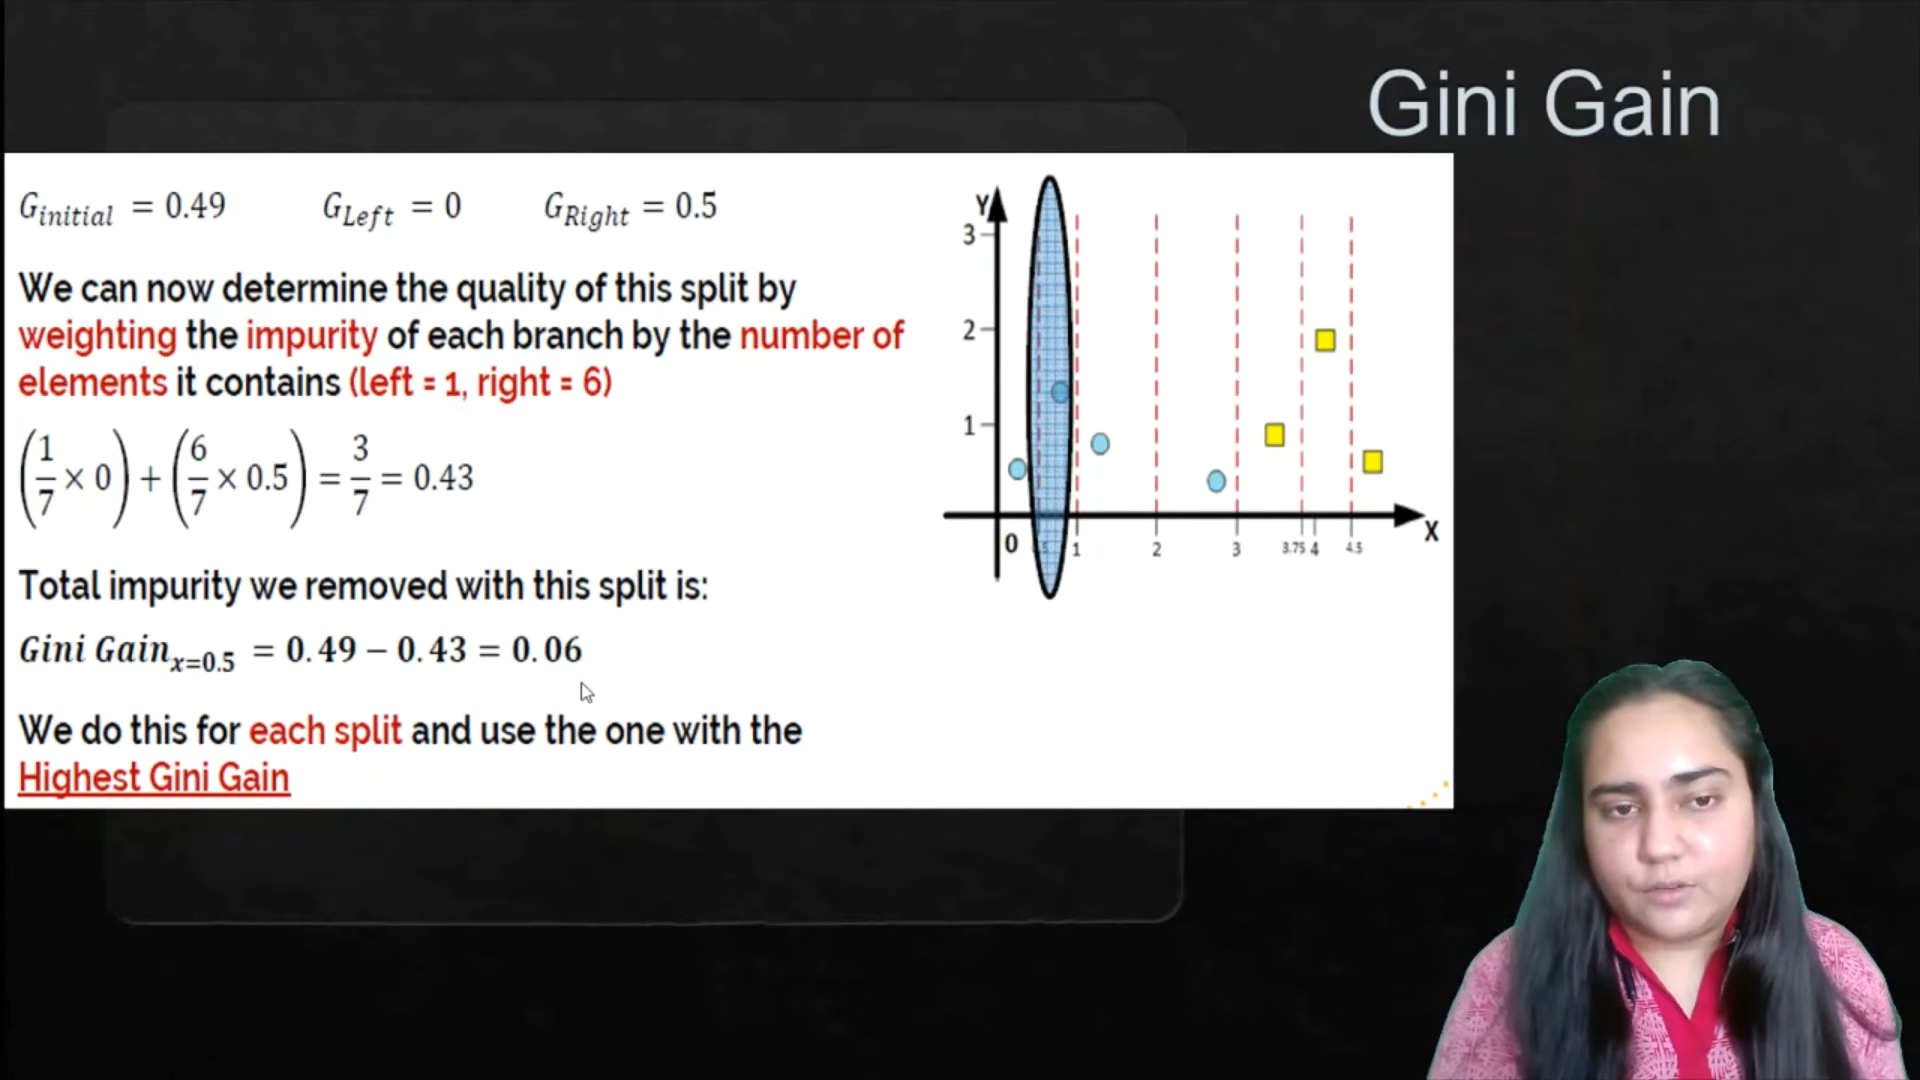 Gini Gain
G_initial = 0.49 G_Left = 0 G_Right = 0.5
We can now determine the quality of this split by
weighting the impurity of each branch by the number of
elements it contains (left = 1, right = 6)
(1/7 × 0) + (6/7 × 0.5) = 3/7 = 0.43
Total impurity we removed with this split is:
Gini Gain_x=0.5 = 0.49 − 0.43 = 0.06
We do this for each split and use the one with the
Highest Gini Gain
Y
3
2
1
0 1 2 3 3.75 4 4.5
X